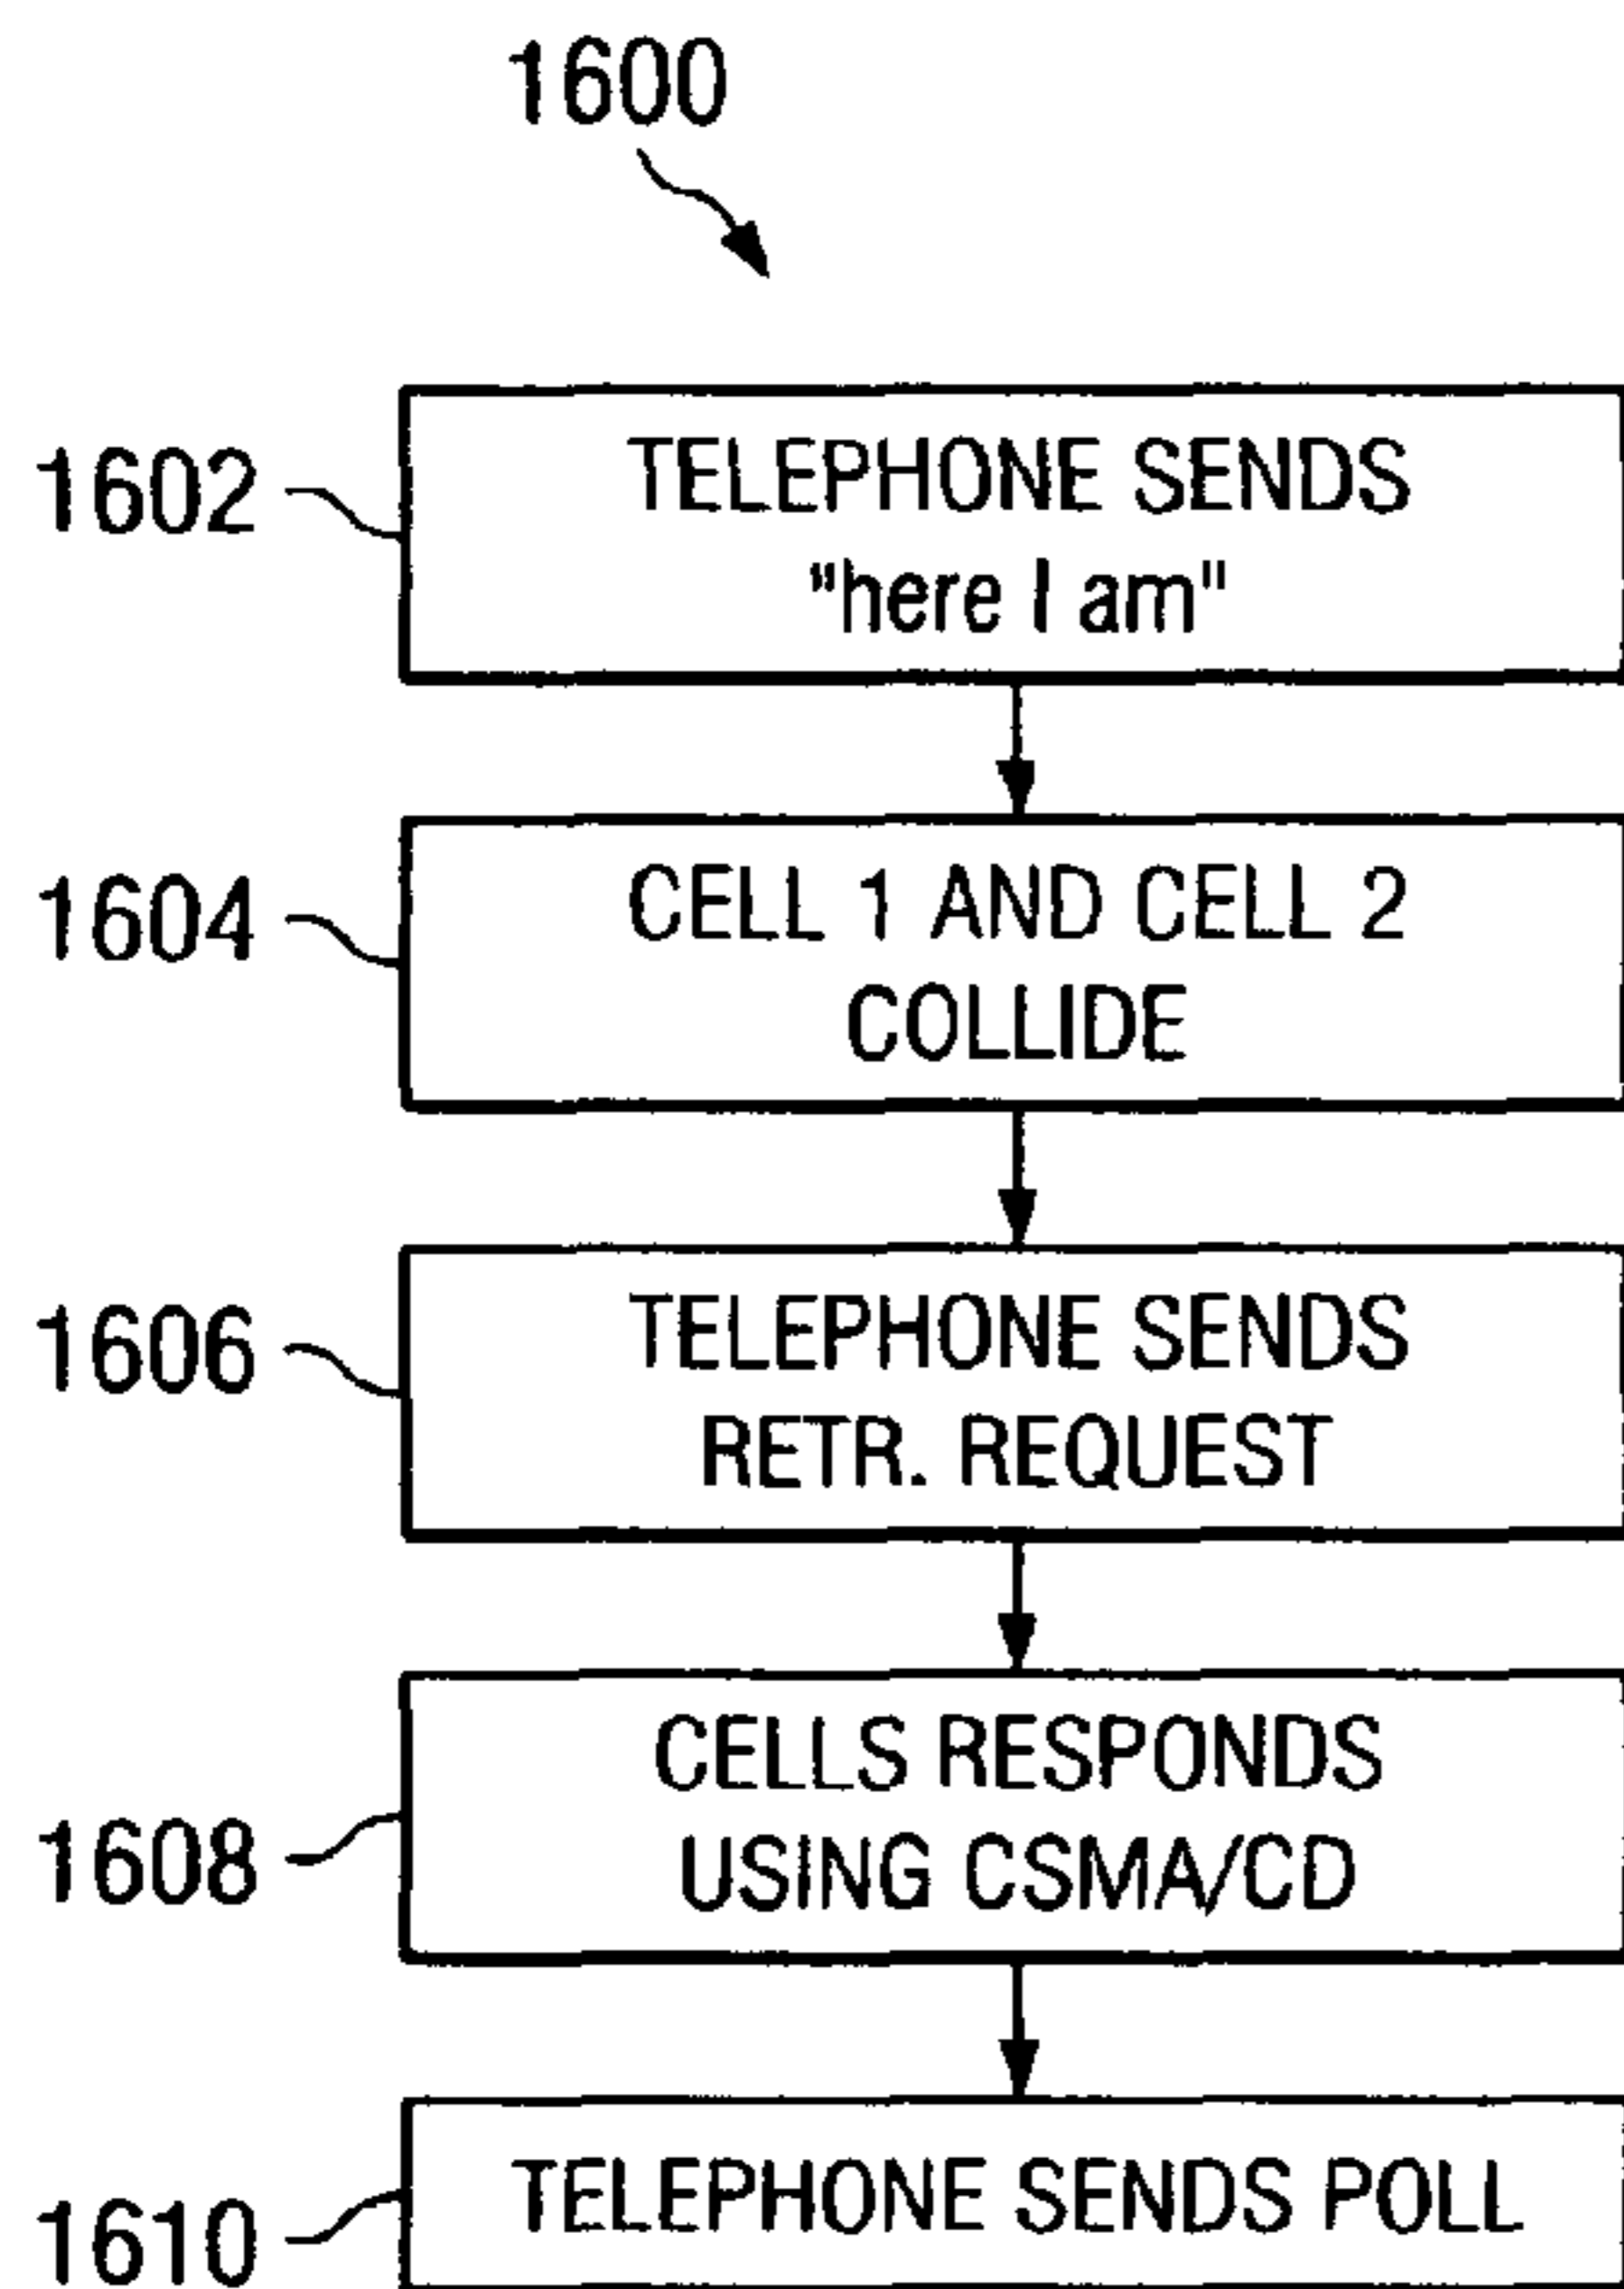 1600
1602
TELEPHONE SENDS
"here I am"
1604
CELL 1 AND CELL 2
COLLIDE
1606
TELEPHONE SENDS
RETR. REQUEST
1608
CELLS RESPONDS
USING CSMA/CD
1610
TELEPHONE SENDS POLL